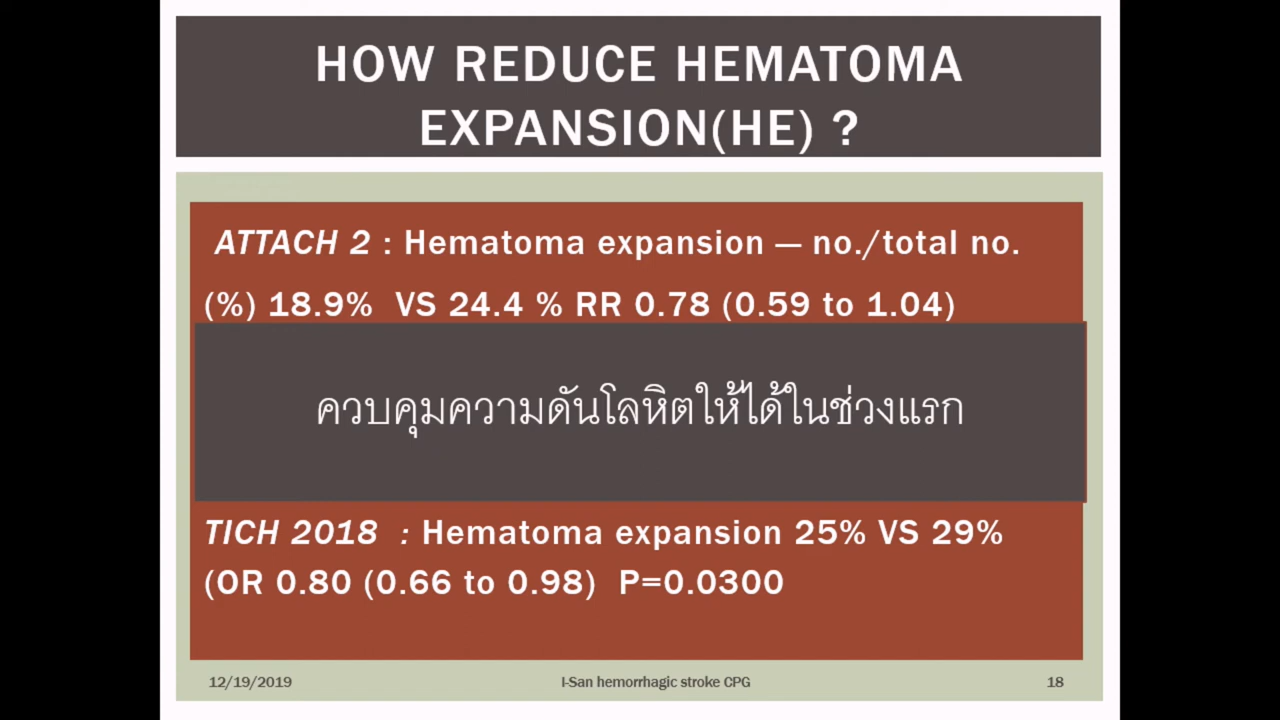 HOW REDUCE HEMATOMA
EXPANSION(HE) ?
ATTACH 2 : Hematoma expansion — no./total no.
(%) 18.9% VS 24.4 % RR 0.78 (0.59 to 1.04)
ควบคุมความดันโลหิตให้ได้ในช่วงแรก
TICH 2018 : Hematoma expansion 25% VS 29%
(OR 0.80 (0.66 to 0.98) P=0.0300
12/19/2019
I-San hemorrhagic stroke CPG
18